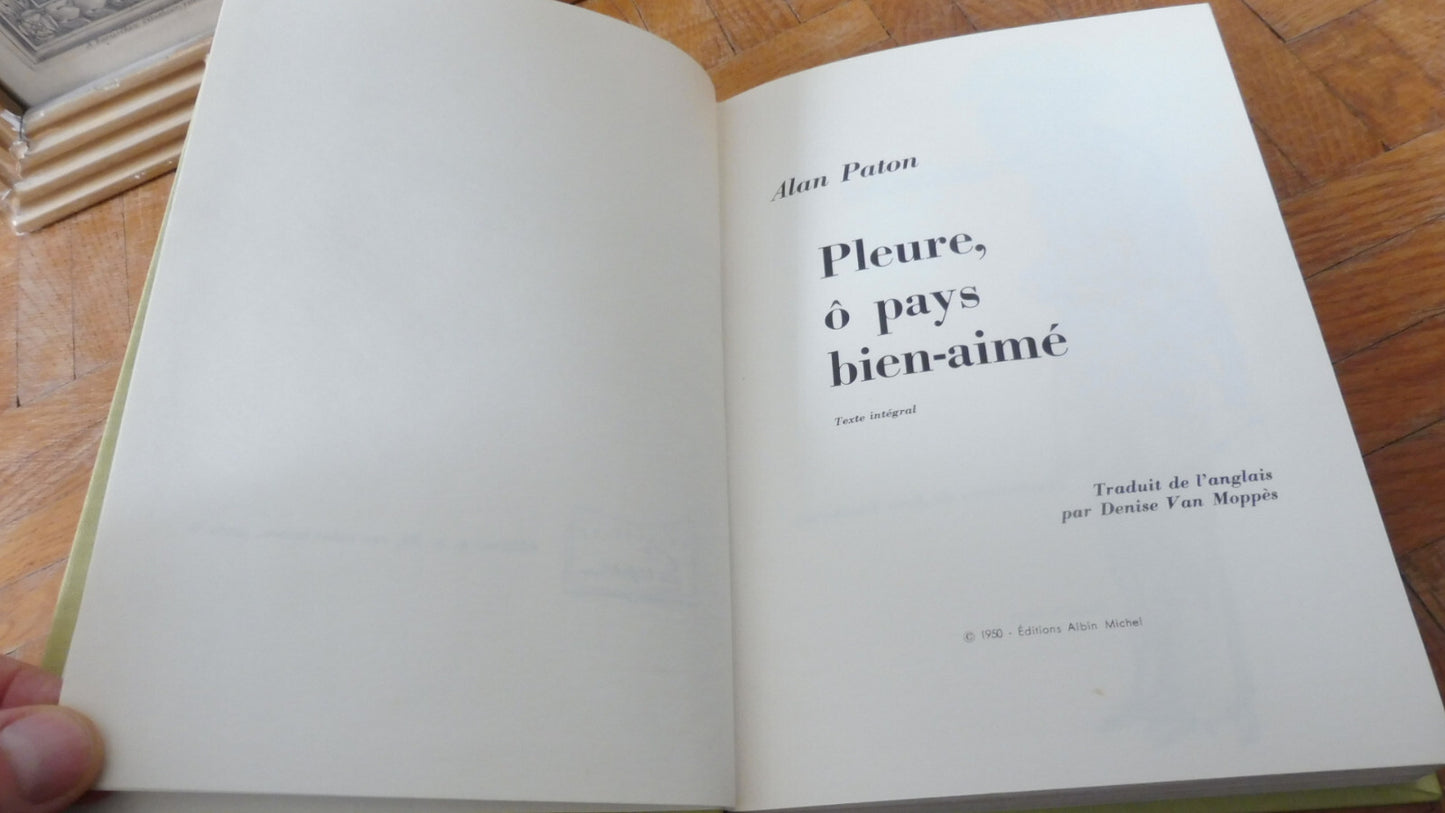 Alan Paton
Pleure,
ô pays
bien-aimé
Texte intégral
Traduit de l'anglais
par Denise Van Moppès
© 1950 - Éditions Albin Michel